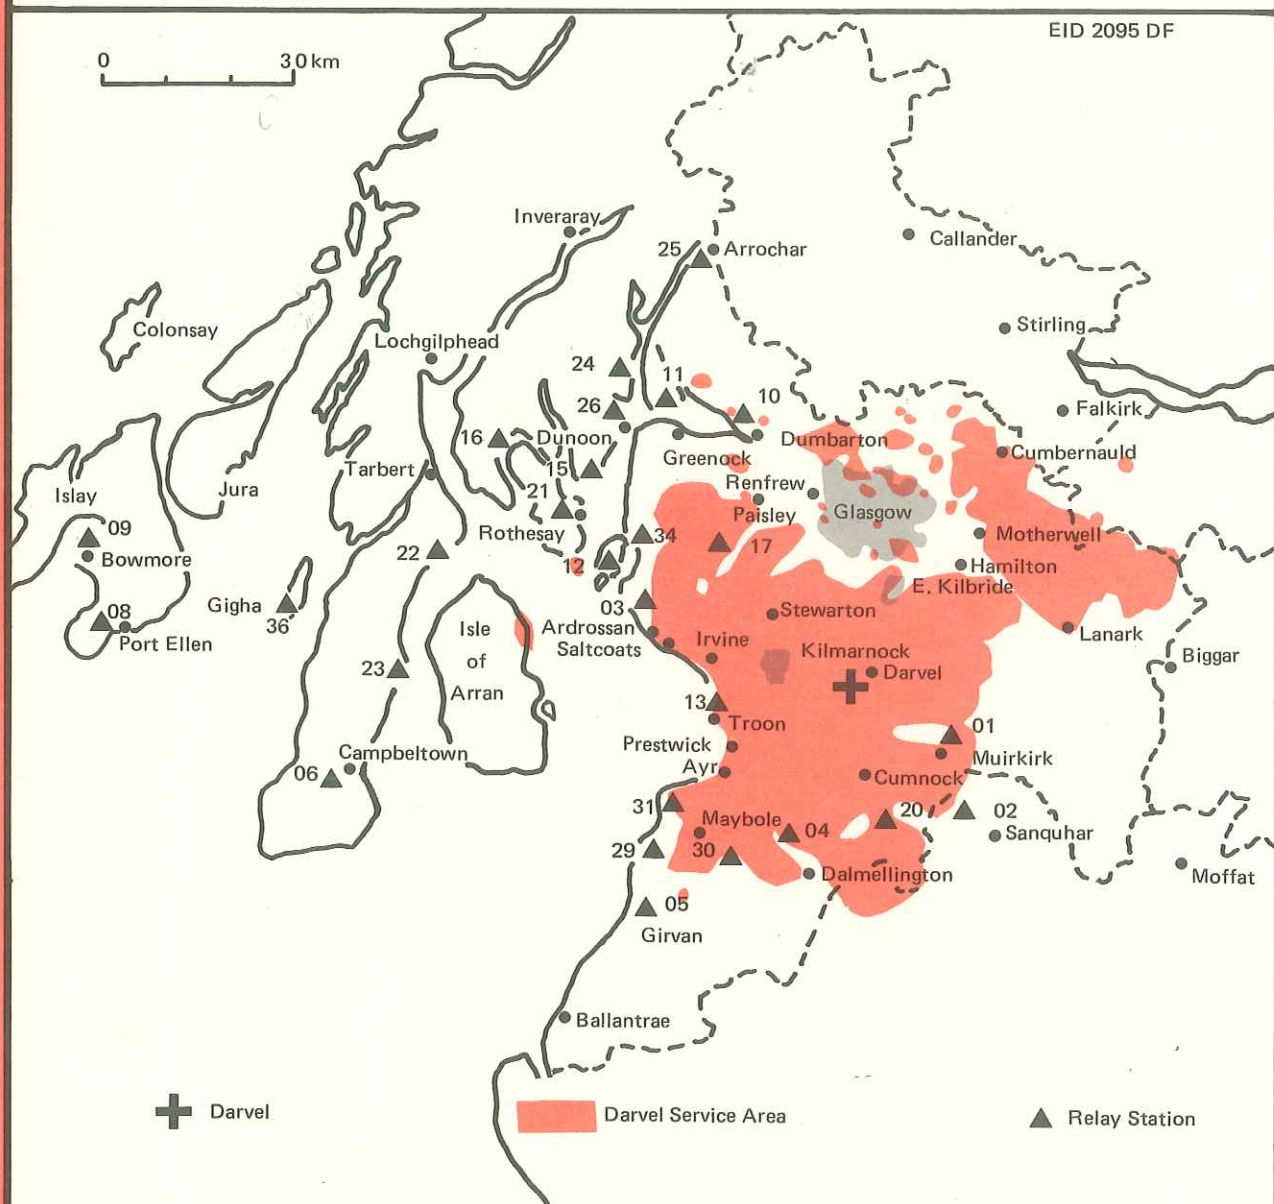 EID 2095 DF
0 30 km
Inveraray
25
Arrochar
Callander
Colonsay
Lochgilphead
Stirling
24
11
10
26
Falkirk
16
Dunoon
Dumbarton
Greenock
Cumbernauld
Tarbert
15
Renfrew
Islay
Jura
21
Paisley
Glasgow
09
Rothesay
34
17
Motherwell
Bowmore
22
12
Hamilton
E. Kilbride
Gigha
36
03
Stewarton
08
Port Ellen
Isle
of
Arran
Ardrossan
Saltcoats
Irvine
Kilmarnock
Lanark
Biggar
23
Darvel
13
Troon
01
Prestwick
Muirkirk
Campbeltown
06
Ayr
Cumnock
31
Maybole
04
20
02
Sanquhar
29
30
Dalmellington
Moffat
05
Girvan
Ballantrae
Darvel
Darvel Service Area
Relay Station